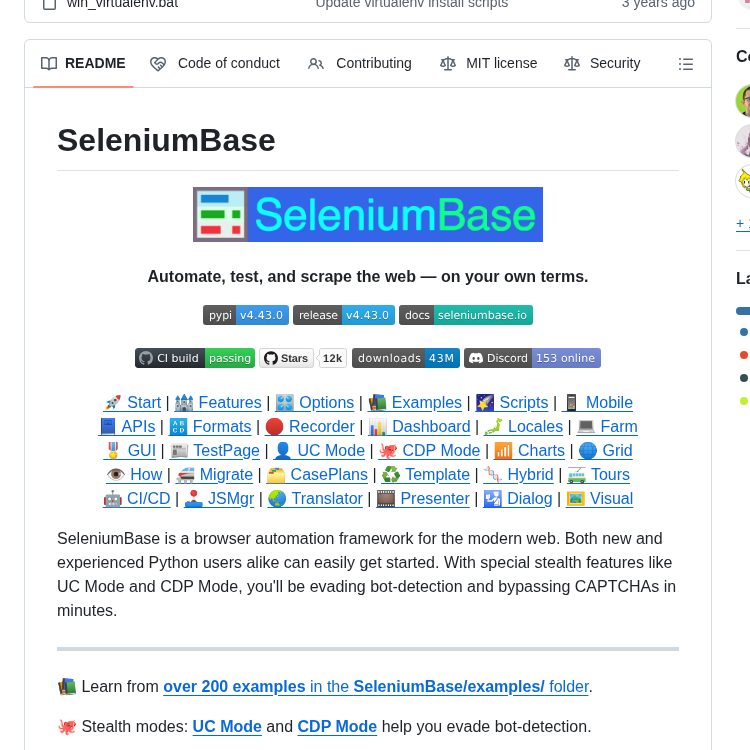 win_virtualenv.bat Update virtualenv install scripts 3 years ago
README Code of conduct Contributing MIT license Security
SeleniumBase
SeleniumBase
Automate, test, and scrape the web — on your own terms.
pypi v4.43.0 release v4.43.0 docs seleniumbase.io
CI build passing Stars 12k downloads 43M Discord 153 online
Start | Features | Options | Examples | Scripts | Mobile
APIs | Formats | Recorder | Dashboard | Locales | Farm
GUI | TestPage | UC Mode | CDP Mode | Charts | Grid
How | Migrate | CasePlans | Template | Hybrid | Tours
CI/CD | JSMgr | Translator | Presenter | Dialog | Visual
SeleniumBase is a browser automation framework for the modern web. Both new and
experienced Python users alike can easily get started. With special stealth features like
UC Mode and CDP Mode, you'll be evading bot-detection and bypassing CAPTCHAs in
minutes.
Learn from over 200 examples in the SeleniumBase/examples/ folder.
Stealth modes: UC Mode and CDP Mode help you evade bot-detection.